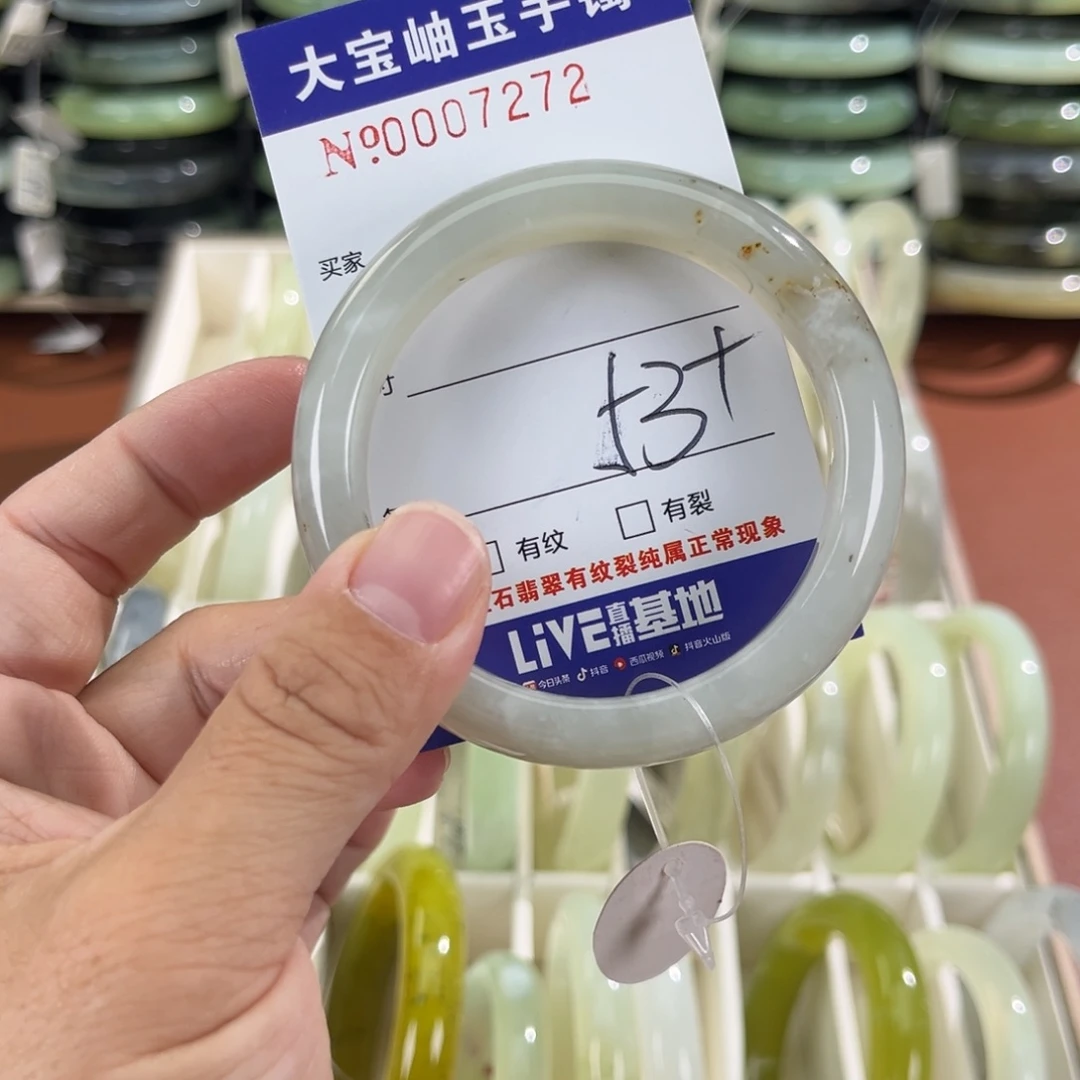 大宝岫玉手镯
№0007272
买家
寸
有纹
有裂
石翡翠有纹裂纯属正常现象
LiVE直播基地
今日头条 抖音 西瓜视频 抖音火山版